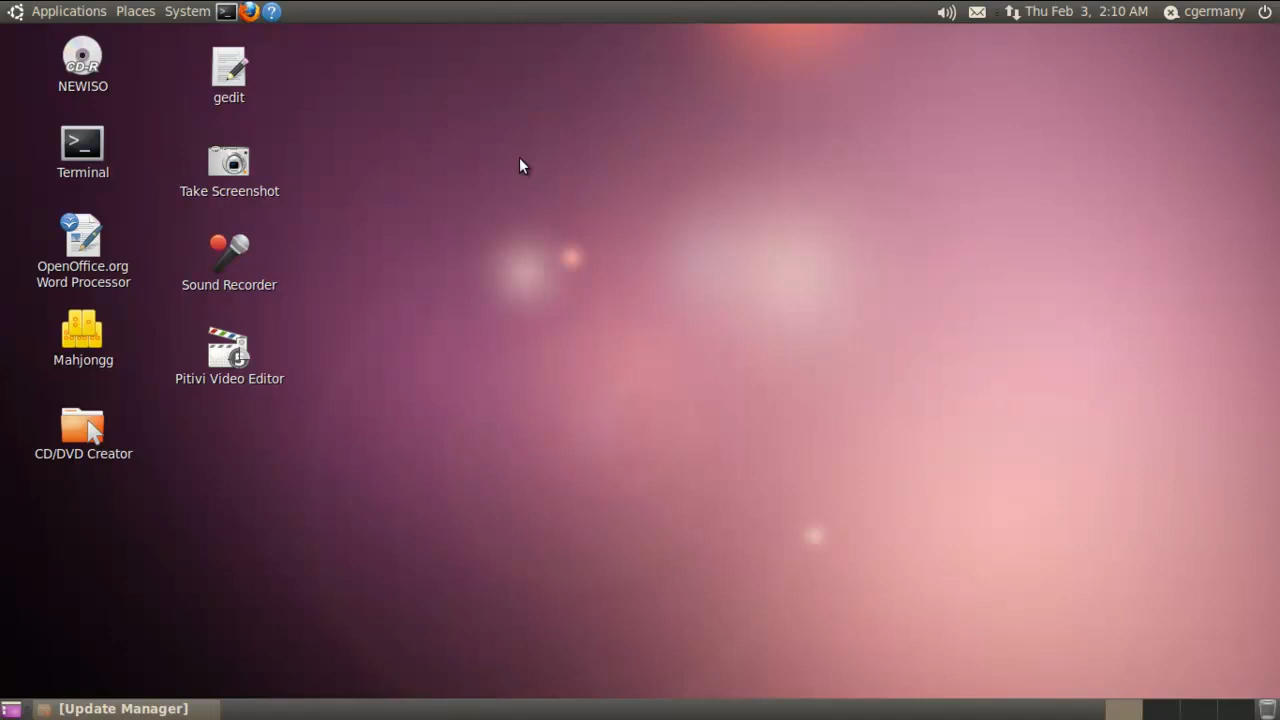 Applications Places System
Thu Feb 3, 2:10 AM cgermany
CD-R
NEWISO
gedit
>_
Terminal
Take Screenshot
OpenOffice.org
Word Processor
Sound Recorder
Mahjongg
Pitivi Video Editor
CD/DVD Creator
[Update Manager]